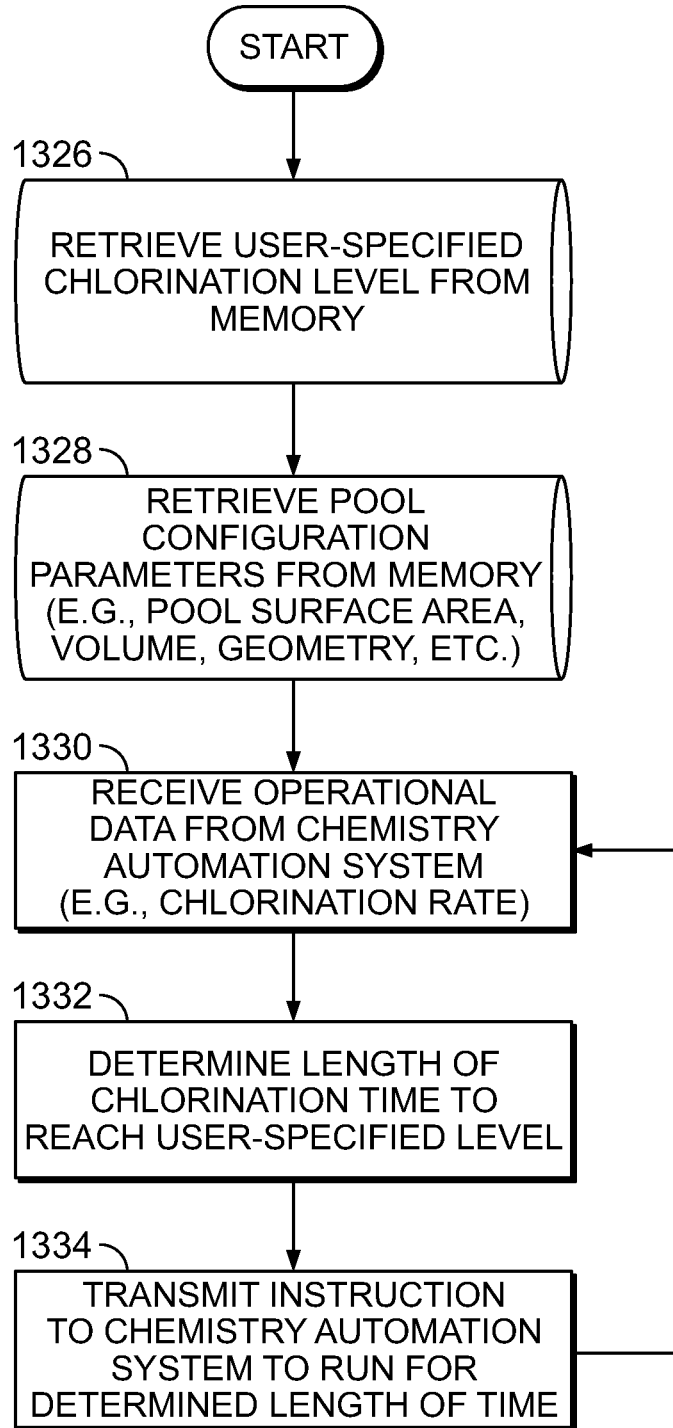 START
1326
RETRIEVE USER-SPECIFIED
CHLORINATION LEVEL FROM
MEMORY
1328
RETRIEVE POOL
CONFIGURATION
PARAMETERS FROM MEMORY
(E.G., POOL SURFACE AREA,
VOLUME, GEOMETRY, ETC.)
1330
RECEIVE OPERATIONAL
DATA FROM CHEMISTRY
AUTOMATION SYSTEM
(E.G., CHLORINATION RATE)
1332
DETERMINE LENGTH OF
CHLORINATION TIME TO
REACH USER-SPECIFIED LEVEL
1334
TRANSMIT INSTRUCTION
TO CHEMISTRY AUTOMATION
SYSTEM TO RUN FOR
DETERMINED LENGTH OF TIME